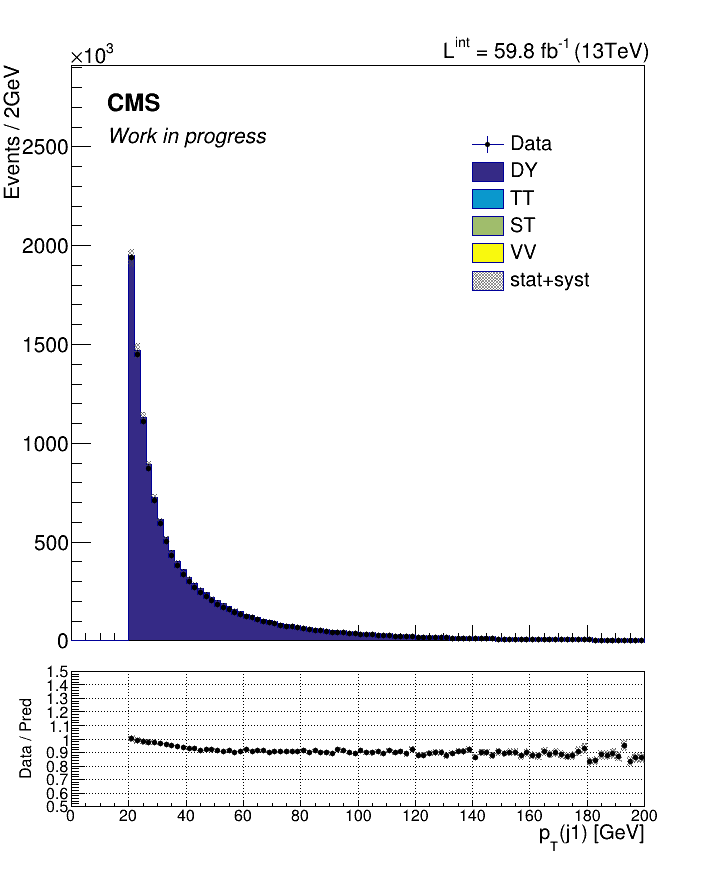 ×10³
L^int = 59.8 fb⁻¹ (13TeV)
Events / 2GeV
CMS
Work in progress
Data
DY
TT
ST
VV
stat+syst
2500
2000
1500
1000
500
0
Data / Pred
1.5
1.4
1.3
1.2
1.1
1
0.9
0.8
0.7
0.6
0.5
0 20 40 60 80 100 120 140 160 180 200
p_T(j1) [GeV]